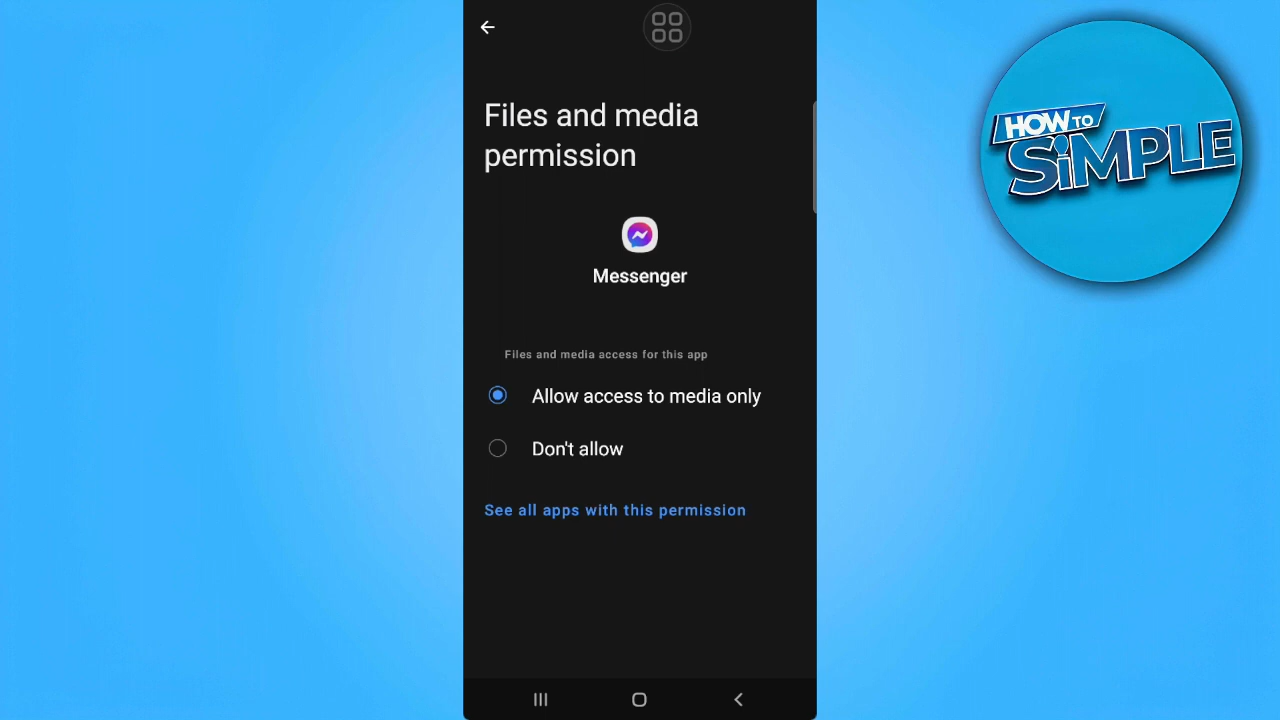 Files and media
permission
Messenger
Files and media access for this app
Allow access to media only
Don't allow
See all apps with this permission
HOW TO
SiMPLE